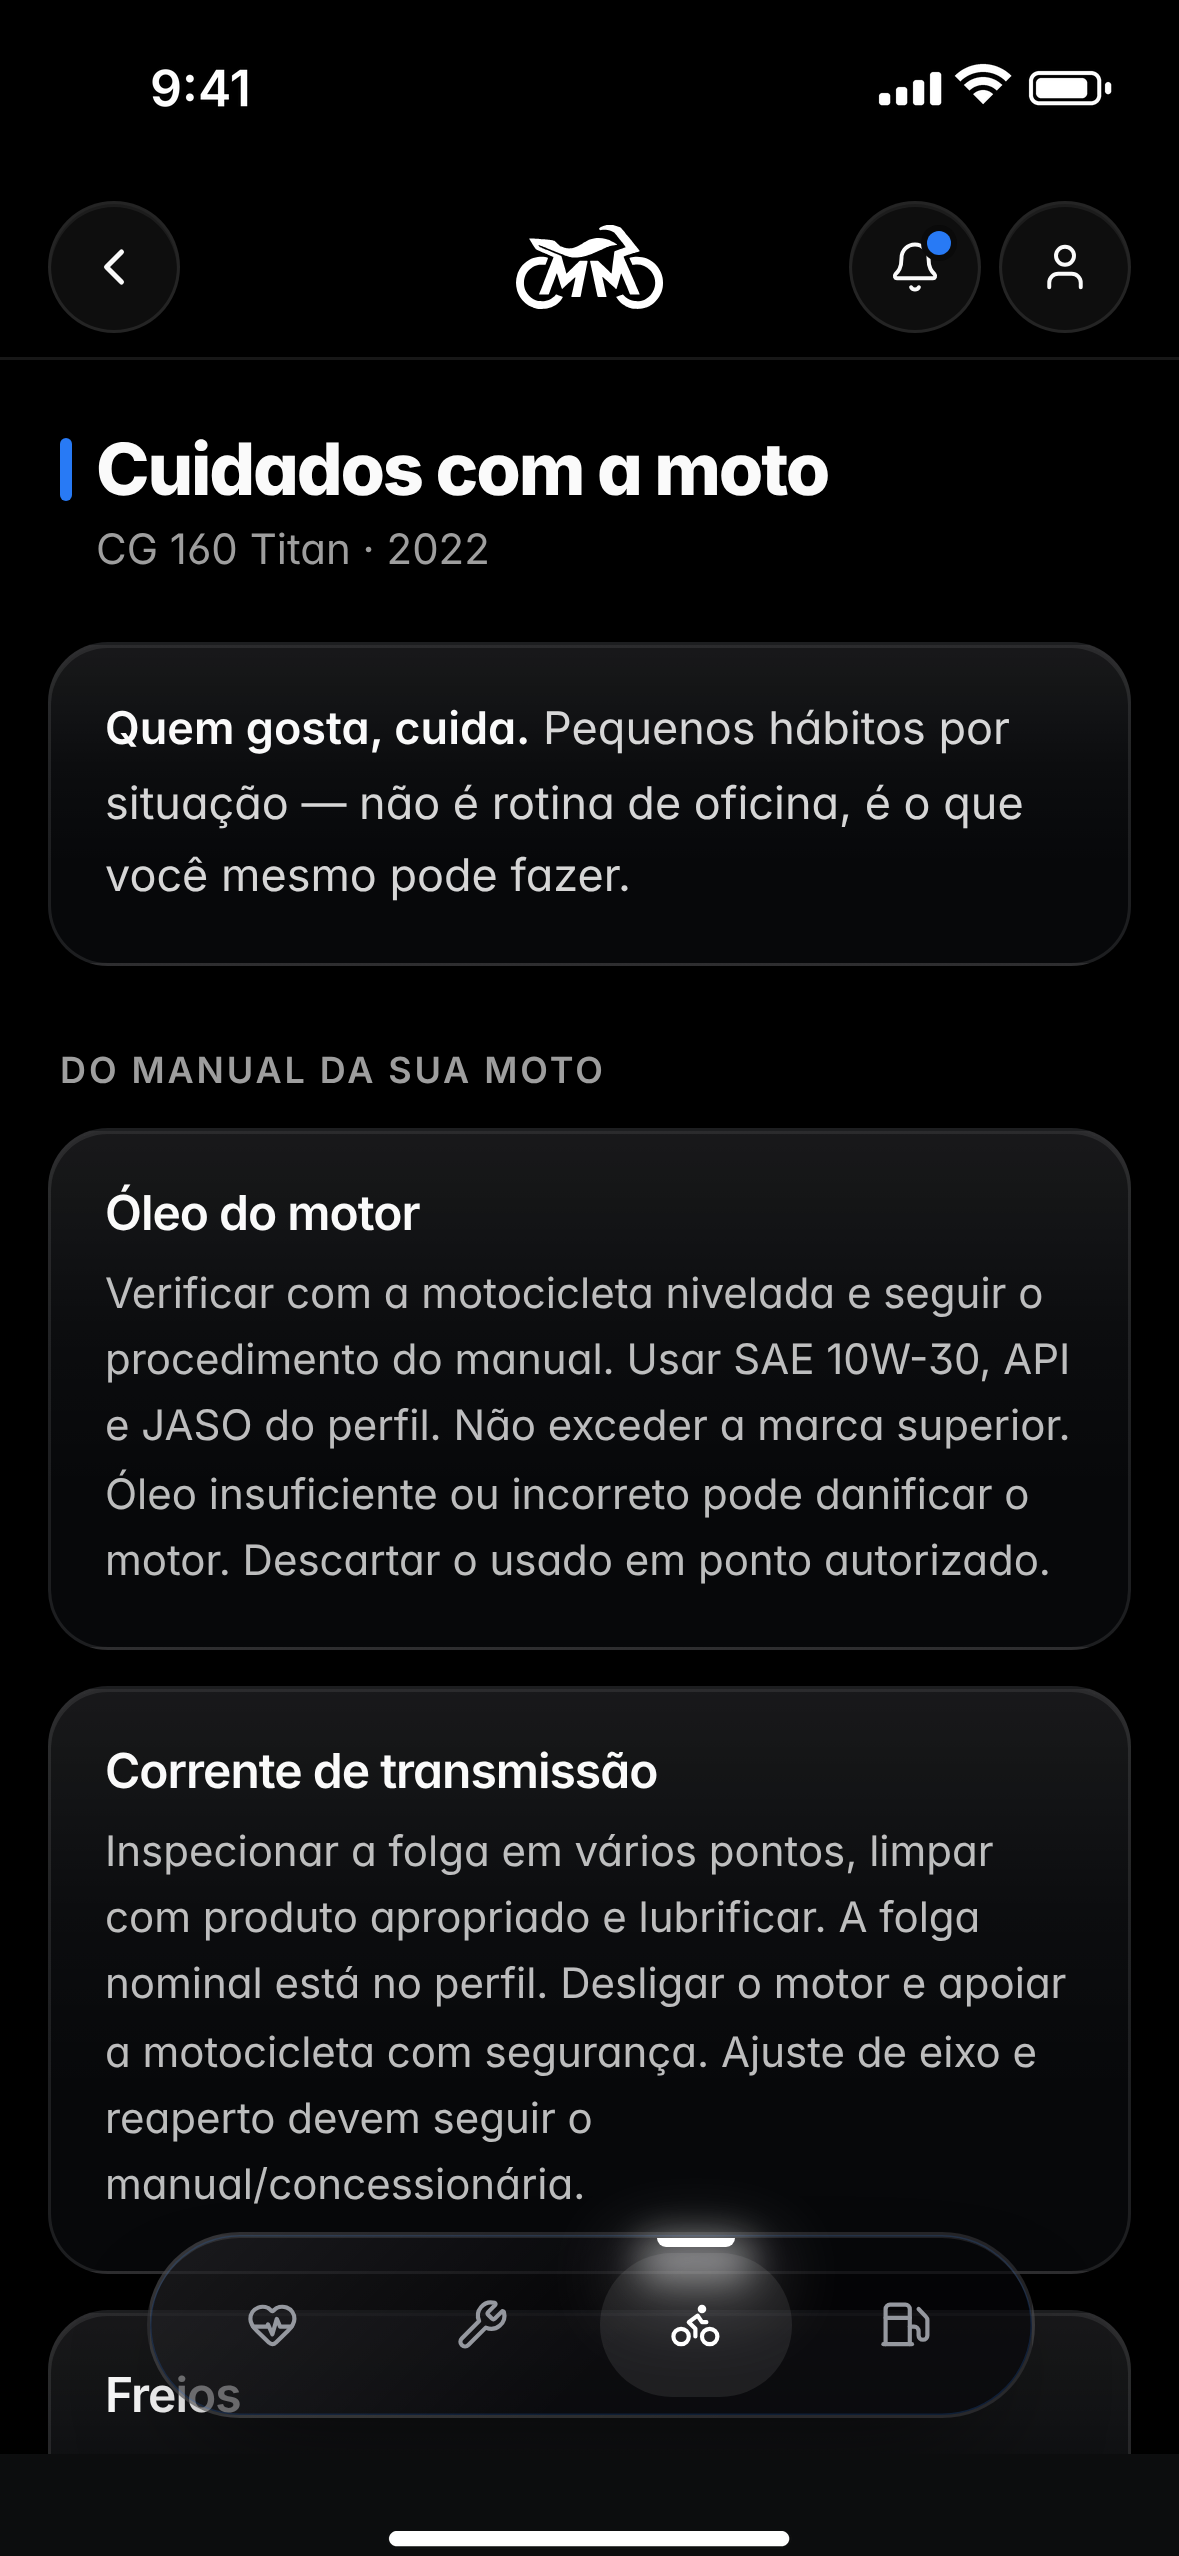 9:41
MM
Cuidados com a moto
CG 160 Titan · 2022
Quem gosta, cuida. Pequenos hábitos por
situação — não é rotina de oficina, é o que
você mesmo pode fazer.
DO MANUAL DA SUA MOTO
Óleo do motor
Verificar com a motocicleta nivelada e seguir o
procedimento do manual. Usar SAE 10W-30, API
e JASO do perfil. Não exceder a marca superior.
Óleo insuficiente ou incorreto pode danificar o
motor. Descartar o usado em ponto autorizado.
Corrente de transmissão
Inspecionar a folga em vários pontos, limpar
com produto apropriado e lubrificar. A folga
nominal está no perfil. Desligar o motor e apoiar
a motocicleta com segurança. Ajuste de eixo e
reaperto devem seguir o
manual/concessionária.
Freios